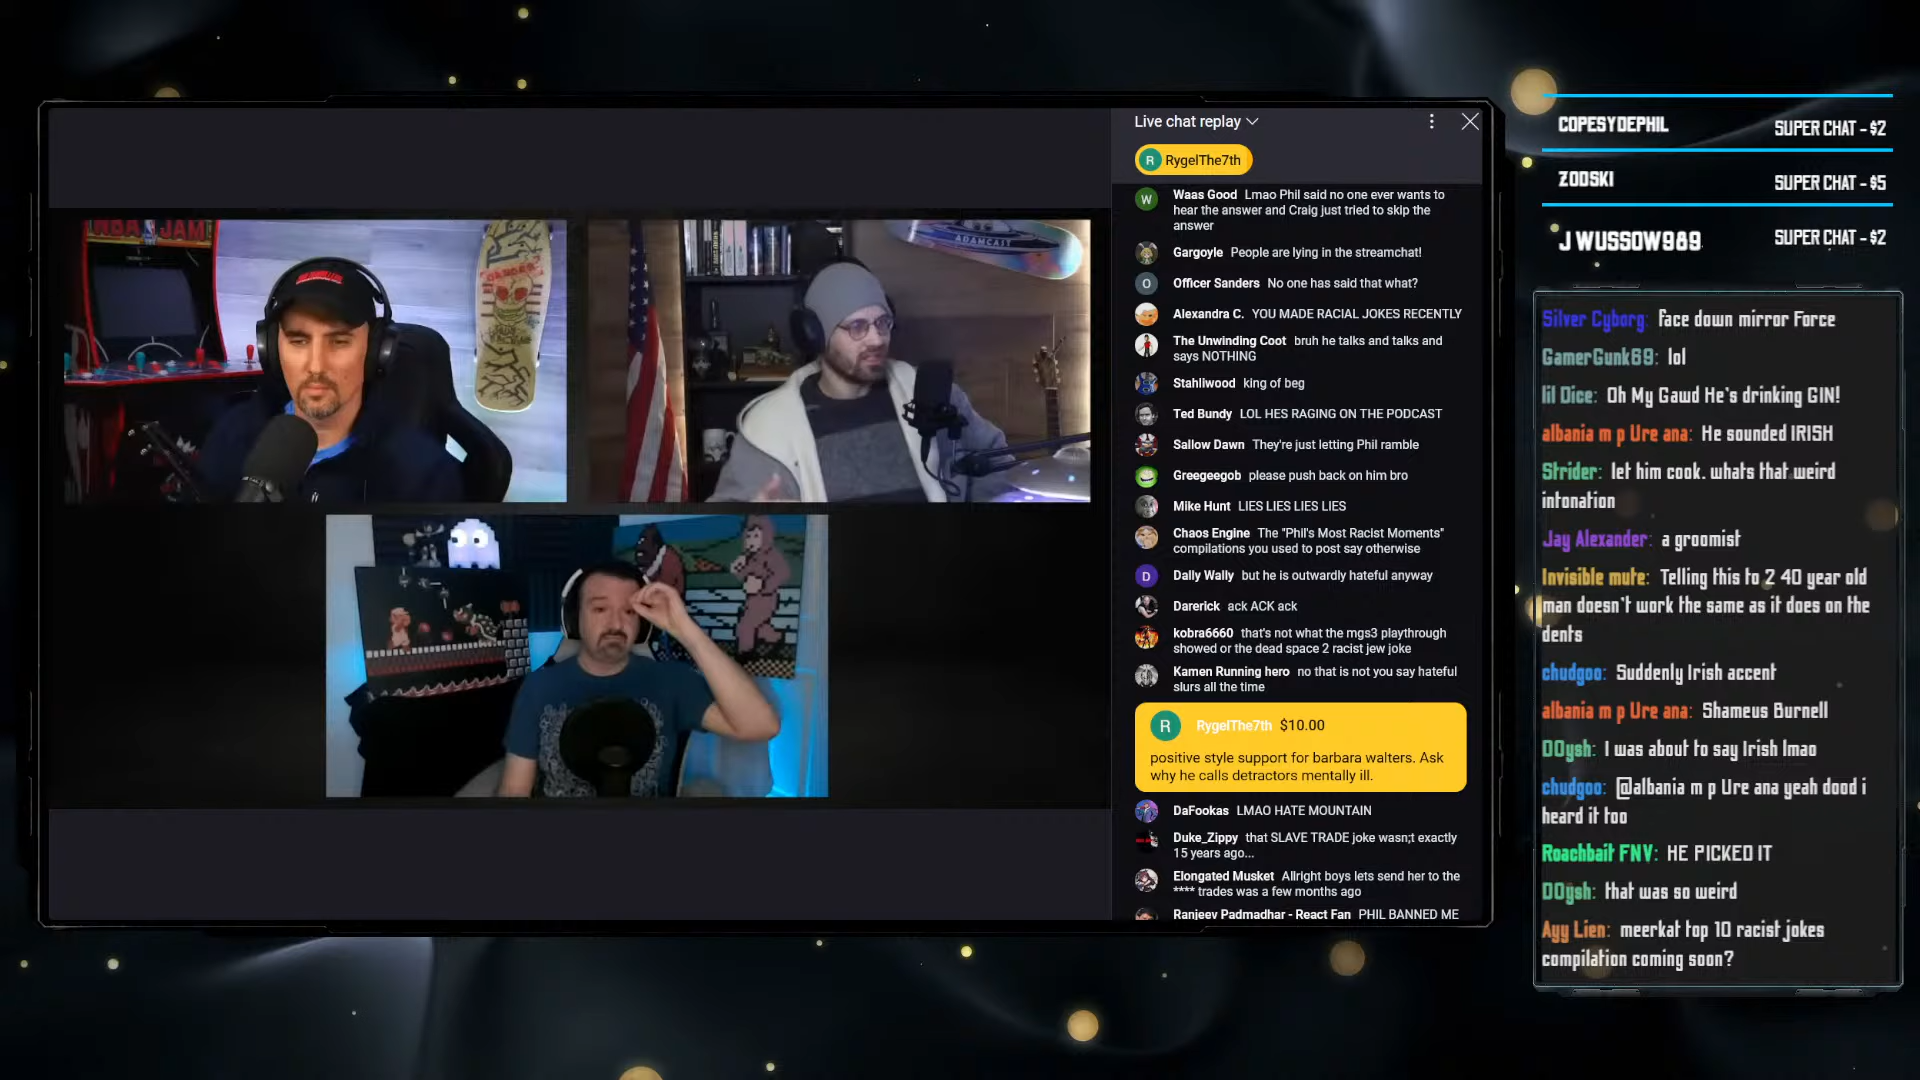 NBA JAM
ADAMCAST
Live chat replay
R RygelThe7th
W Waas Good Lmao Phil said no one ever wants to
hear the answer and Craig just tried to skip the
answer
Gargoyle People are lying in the streamchat!
O Officer Sanders No one has said that what?
Alexandra C. YOU MADE RACIAL JOKES RECENTLY
The Unwinding Coot bruh he talks and talks and
says NOTHING
Stahliwood king of beg
Ted Bundy LOL HES RAGING ON THE PODCAST
Sallow Dawn They're just letting Phil ramble
Greegeegob please push back on him bro
Mike Hunt LIES LIES LIES LIES
Chaos Engine The "Phil's Most Racist Moments"
compilations you used to post say otherwise
D Dally Wally but he is outwardly hateful anyway
Darerick ack ACK ack
kobra6660 that's not what the mgs3 playthrough
showed or the dead space 2 racist jew joke
Kamen Running hero no that is not you say hateful
slurs all the time
R RygelThe7th $10.00
positive style support for barbara walters. Ask
why he calls detractors mentally ill.
DaFookas LMAO HATE MOUNTAIN
Duke_Zippy that SLAVE TRADE joke wasn;t exactly
15 years ago...
Elongated Musket Allright boys lets send her to the
**** trades was a few months ago
Ranjeev Padmadhar - React Fan PHIL BANNED ME
COPESYDEPHIL SUPER CHAT - $2
ZODSKI SUPER CHAT - $5
J WUSSOW989 SUPER CHAT - $2
Silver Cyborg: face down mirror Force
GamerGunk69: lol
lil Dice: Oh My Gawd He's drinking GIN!
albania m p Ure ana: He sounded IRISH
Strider: let him cook. whats that weird
intonation
Jay Alexander: a groomist
Invisible mute: Telling this to 2 40 year old
man doesn't work the same as it does on the
dents
chudgoo: Suddenly Irish accent
albania m p Ure ana: Shameus Burnell
DOysh: I was about to say Irish lmao
chudgoo: @albania m p Ure ana yeah dood i
heard it too
Roachbait FNV: HE PICKED IT
DOysh: that was so weird
Ayy Lien: meerkat top 10 racist jokes
compilation coming soon?